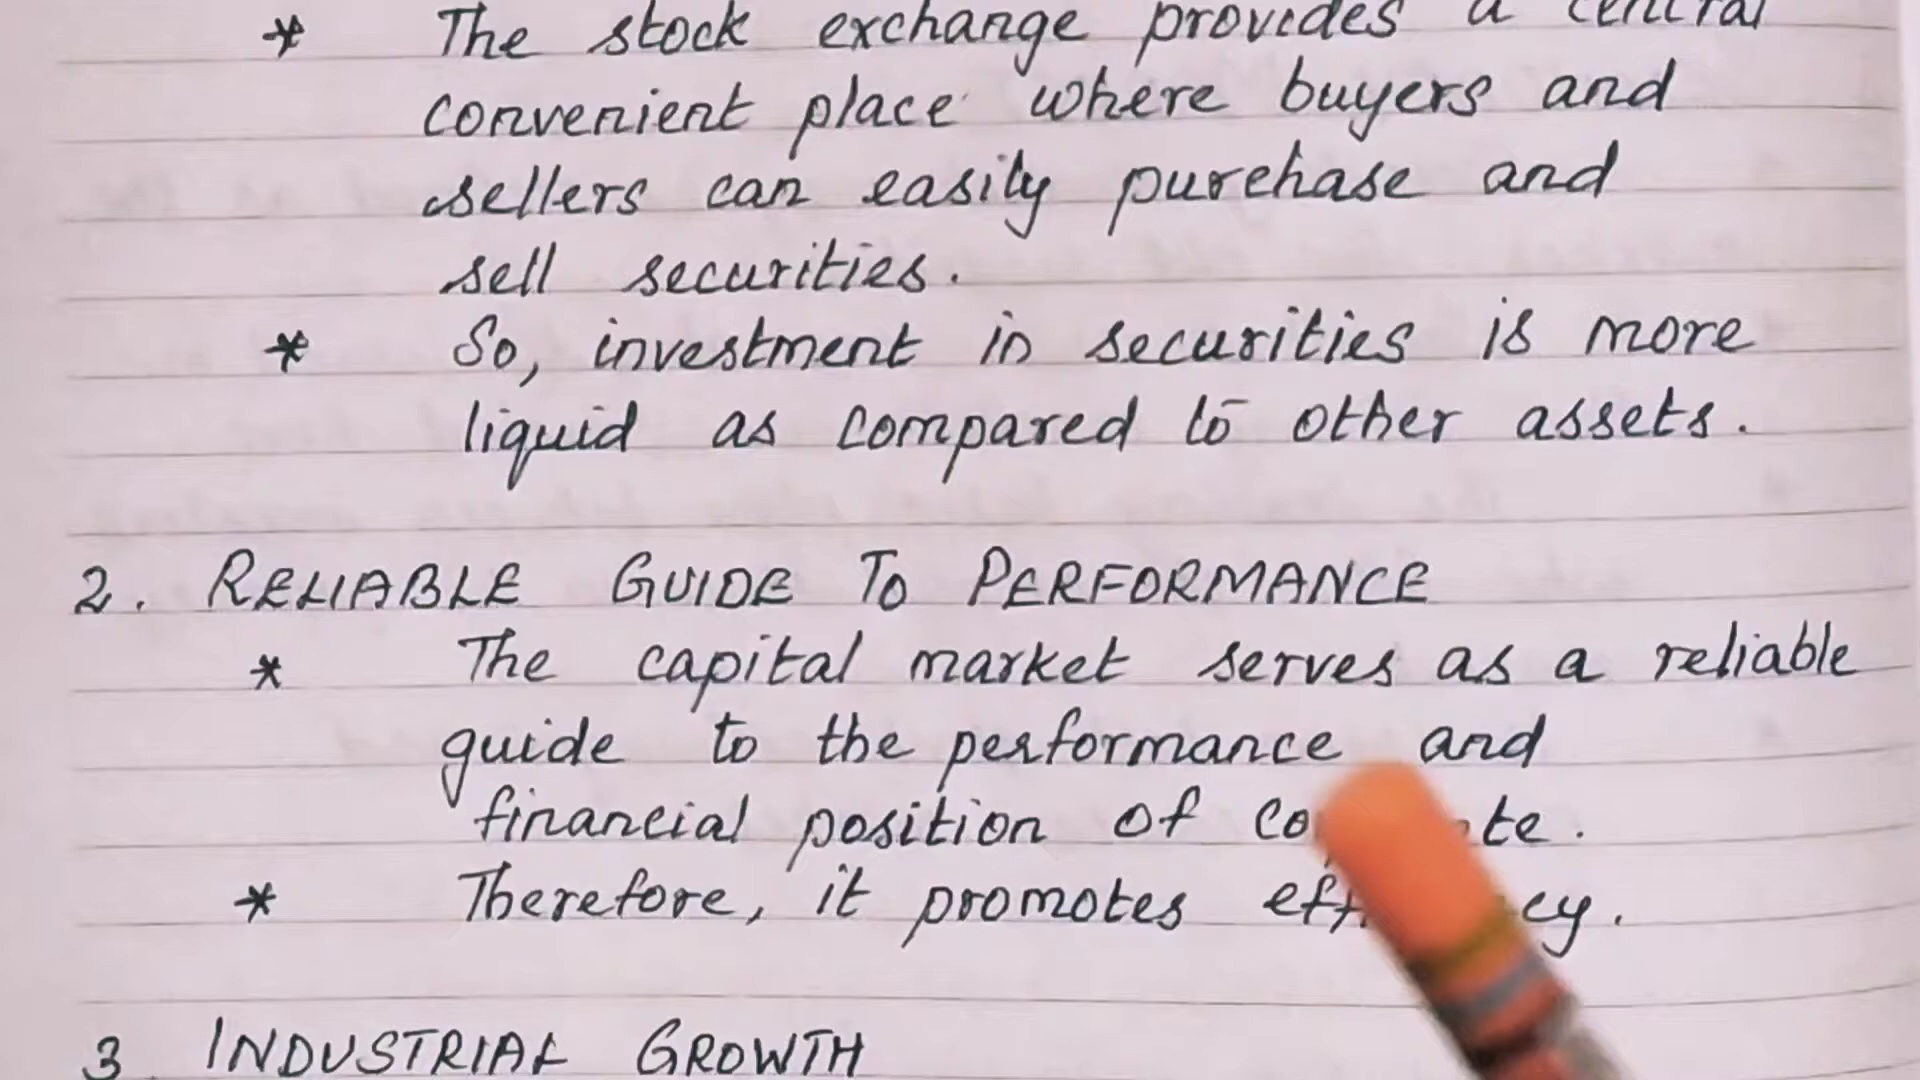 * The stock exchange provides a central
convenient place where buyers and
sellers can easily purchase and
sell securities.
* So, investment in securities is more
liquid as compared to other assets.
2. RELIABLE GUIDE TO PERFORMANCE
* The capital market serves as a reliable
guide to the performance and
financial position of
* Therefore, it promotes
3. INDUSTRIAL GROWTH